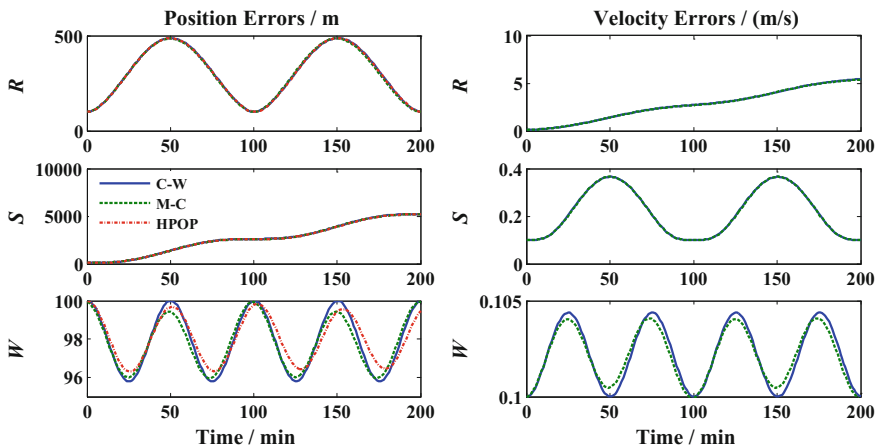 Position Errors / m
500
R
0
0 50 100 150 200
10000
C-W
M-C
HPOP
S
5000
0
0 50 100 150 200
100
98
W
96
0 50 100 150 200
Time / min
Velocity Errors / (m/s)
10
R
5
0
0 50 100 150 200
0.4
S
0.2
0
0 50 100 150 200
0.105
W
0.1
0 50 100 150 200
Time / min